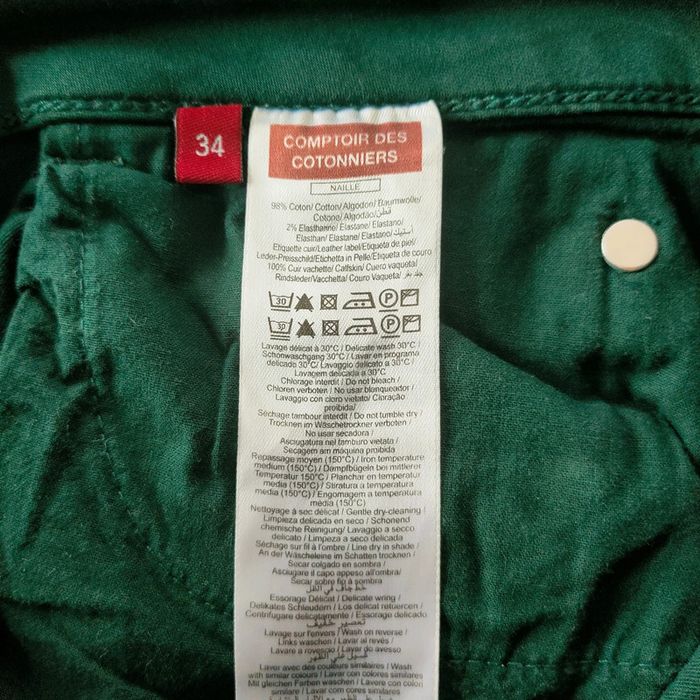 34
COMPTOIR DES
COTONNIERS
NAILLE
98% Coton/ Cotton/Algodon/ Baumwolle/
Cotone/ Algodão/ قطن
2% Elasthanne/ Elastane/ Elastano/
Elasthan/ Elastane/ Elastano/
Etiquette cuir/Leather label/Etiqueta de piel/
Leder-Preisschild/Etichetta in Pelle/Etiqueta de couro
100% Cuir vachette/ Calfskin/ Cuero vaqueta/
Rindsleder/Vacchetta/ Couro Vaqueta/
30 P
30 P
Lavage délicat à 30°C / Delicate wash 30°C /
Schonwaschgang 30°C / Lavar en programa
delicado 30°C/ Lavaggio delicato a 30°C /
Lavagem delicada a 30°C
Chlorage interdit / Do not bleach /
Chloren verboten / No usar blanqueador /
Lavaggio con cloro vietato/ Cloração
proibida/
Séchage tambour interdit / Do not tumble dry /
Trocknen im Wäschetrockner verboten /
No usar secadora /
Asciugatura nel tamburo vietato /
Secagem em máquina proibida
Repassage moyen (150°C) / Iron temperature
medium (150°C) / Dampfbügeln bei mittlerer
Temperatur 150°C / Planchar en temperatur
media (150°C) / Stiratura a temperatura
media (150°C) / Engomagem a temperatura
média (150°C)
Nettoyage à sec délicat / Gentle dry-cleaning /
Limpieza delicada en seco / Schonend
chemische Reinigung/ Lavaggio a secco
delicato / Limpeza a seco delicado
Séchage sur fil à l'ombre / Line dry in shade /
An der Wäscheleine im Schatten trocknen /
Secar colgado en sombra /
Asciugare il capo appeso all'ombra/
Secar sobre fio à sombra
Essorage Délicat / Delicate wring /
Delikates Schleudern / Los delicat retuercen /
Centrifugare delicatamente / Essorage delicado
Lavage sur l'envers / Wash on reverse /
Links waschen / Lavar al revés /
Lavare a rovescio / Lavar do avesso
Laver avec des couleurs similaires / Wash
with similar colours / Lavar con colores similares
Mit gleichen Farben waschen / Lavare con colori